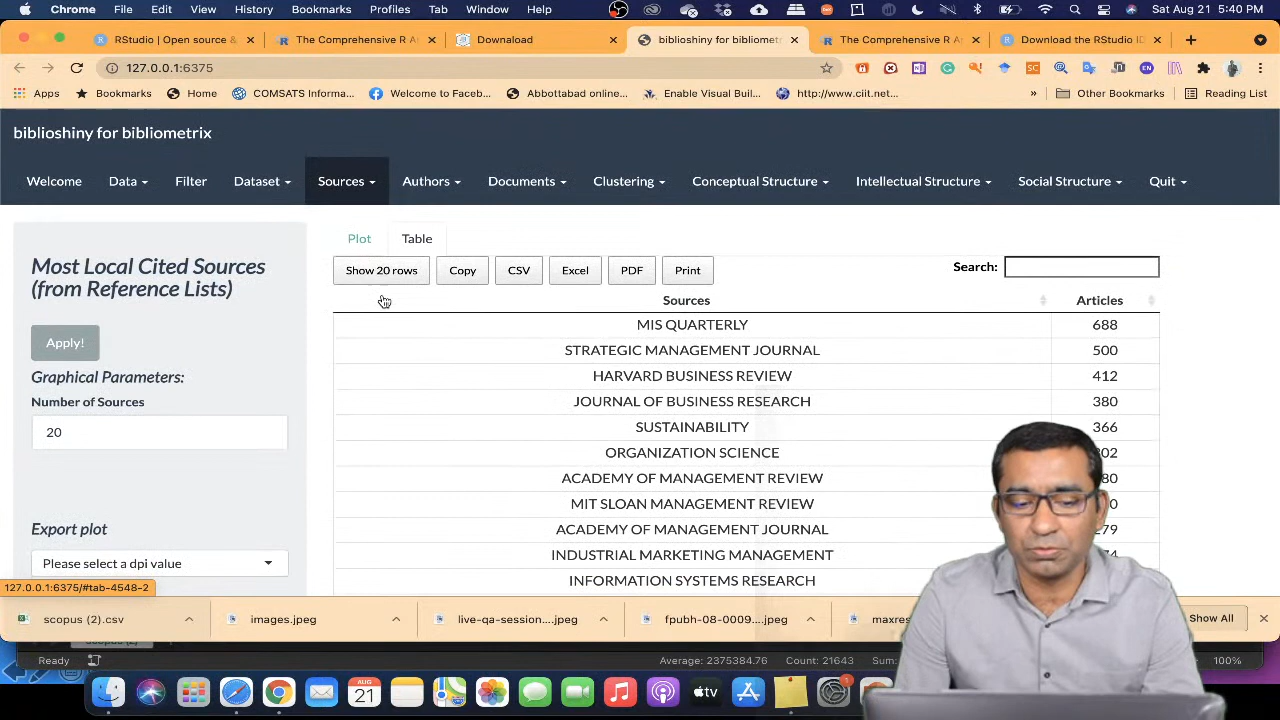 Chrome File Edit View History Bookmarks Profiles Tab Window Help Sat Aug 21 5:40 PM
RStudio | Open source & The Comprehensive R A Downaload biblioshiny for bibliomet The Comprehensive R A Download the RStudio ID
127.0.0.1:6375
Apps Bookmarks Home COMSATS Informa... Welcome to Faceb... Abbottabad online... Enable Visual Buil... http://www.ciit.net... » Other Bookmarks Reading List
biblioshiny for bibliometrix
Welcome Data Filter Dataset Sources Authors Documents Clustering Conceptual Structure Intellectual Structure Social Structure Quit
Plot Table
Show 20 rows Copy CSV Excel PDF Print Search:
Most Local Cited Sources
(from Reference Lists)
Apply!
Graphical Parameters:
Number of Sources
20
Export plot
Please select a dpi value
Sources Articles
MIS QUARTERLY 688
STRATEGIC MANAGEMENT JOURNAL 500
HARVARD BUSINESS REVIEW 412
JOURNAL OF BUSINESS RESEARCH 380
SUSTAINABILITY 366
ORGANIZATION SCIENCE
ACADEMY OF MANAGEMENT REVIEW
MIT SLOAN MANAGEMENT REVIEW
ACADEMY OF MANAGEMENT JOURNAL 279
INDUSTRIAL MARKETING MANAGEMENT
INFORMATION SYSTEMS RESEARCH
127.0.0.1:6375/#tab-4548-2
scopus (2).csv images.jpeg live-qa-session....jpeg fpubh-08-0009....jpeg maxres Show All
Ready Average: 2375384.76 Count: 21643 Sum: 100%
AUG
21
tv